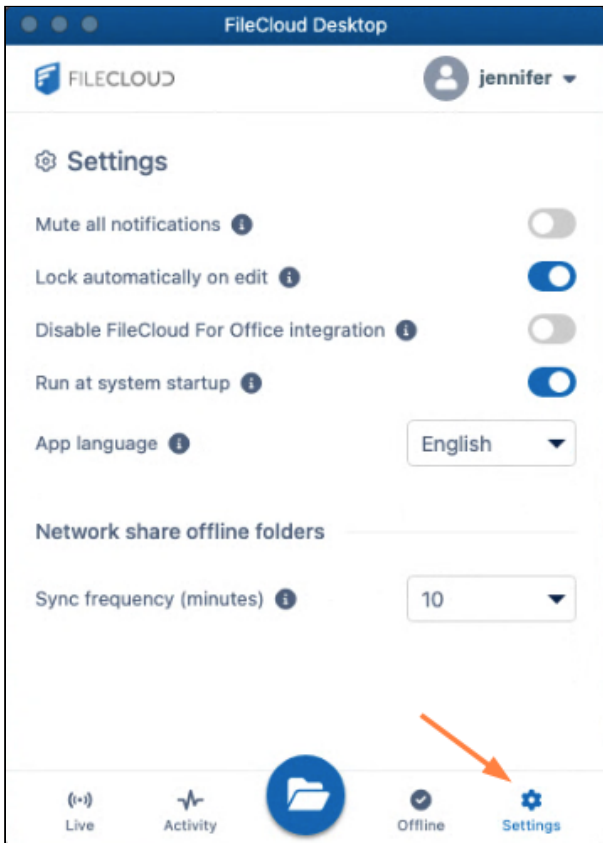 FileCloud Desktop
FILECLOUD
jennifer
Settings
Mute all notifications
Lock automatically on edit
Disable FileCloud For Office integration
Run at system startup
App language
English
Network share offline folders
Sync frequency (minutes)
10
Live
Activity
Offline
Settings